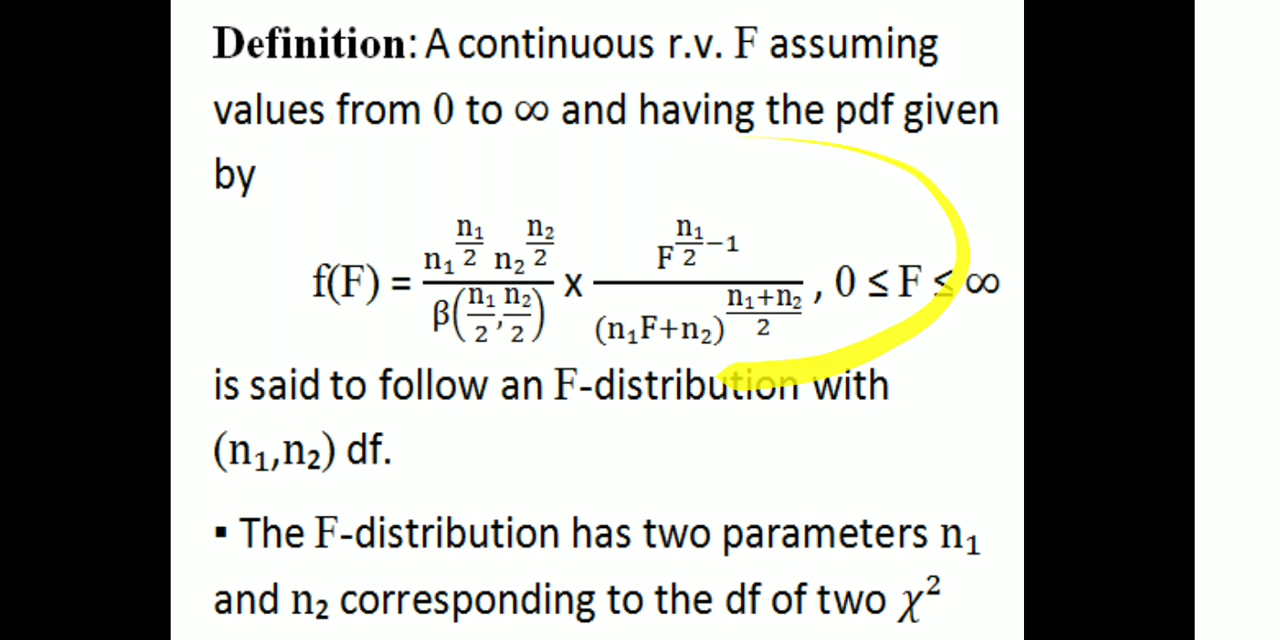 Definition: A continuous r.v. F assuming
values from 0 to ∞ and having the pdf given
by
f(F) = n₁^(n₁/2) n₂^(n₂/2) / β(n₁/2, n₂/2) x F^(n₁/2 −1) / (n₁F+n₂)^((n₁+n₂)/2) , 0 ≤ F ≤ ∞
is said to follow an F-distribution with
(n₁,n₂) df.
▪ The F-distribution has two parameters n₁
and n₂ corresponding to the df of two χ²